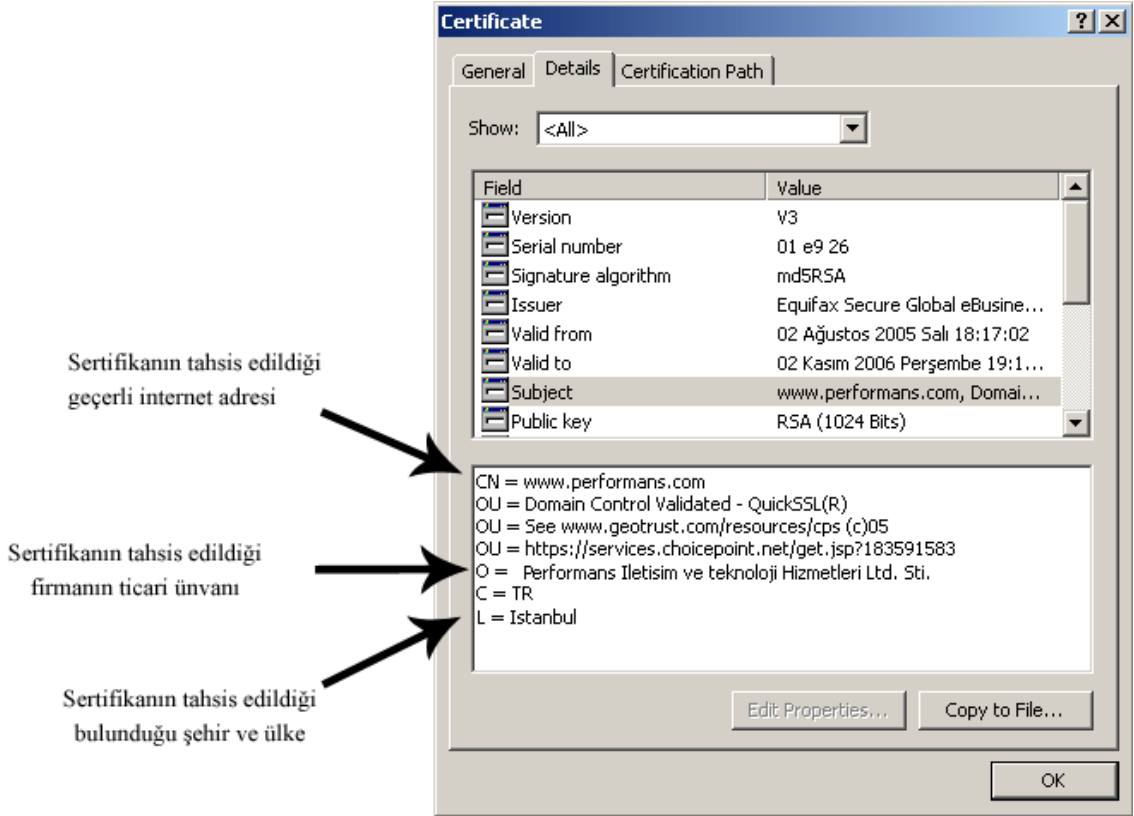 Certificate
General Details Certification Path
Show: <All>
Field Value
Version V3
Serial number 01 e9 26
Signature algorithm md5RSA
Issuer Equifax Secure Global eBusine...
Valid from 02 Ağustos 2005 Salı 18:17:02
Valid to 02 Kasım 2006 Perşembe 19:1...
Subject www.performans.com, Domai...
Public key RSA (1024 Bits)
Sertifikanın tahsis edildiği
geçerli internet adresi
CN = www.performans.com
OU = Domain Control Validated - QuickSSL(R)
OU = See www.geotrust.com/resources/cps (c)05
OU = https://services.choicepoint.net/get.jsp?183591583
O = Performans Iletisim ve teknoloji Hizmetleri Ltd. Sti.
C = TR
L = Istanbul
Sertifikanın tahsis edildiği
firmanın ticari ünvanı
Sertifikanın tahsis edildiği
bulunduğu şehir ve ülke
Edit Properties... Copy to File...
OK